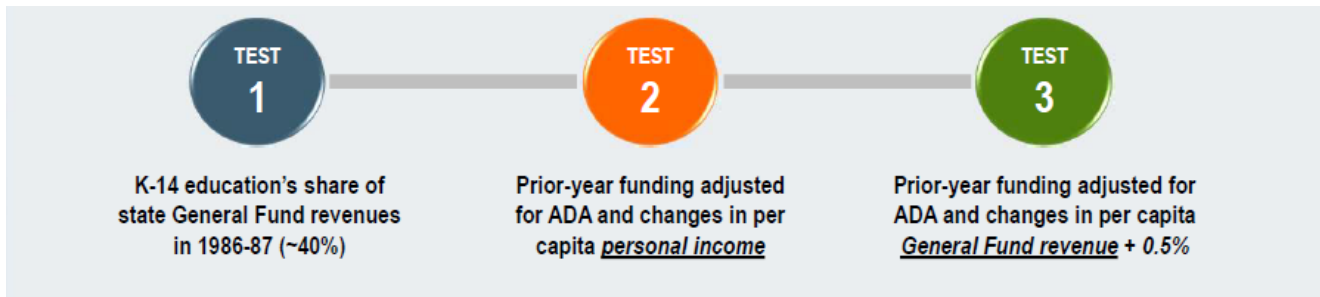 TEST
1
K-14 education's share of
state General Fund revenues
in 1986-87 (~40%)
TEST
2
Prior-year funding adjusted
for ADA and changes in per
capita personal income
TEST
3
Prior-year funding adjusted for
ADA and changes in per capita
General Fund revenue + 0.5%